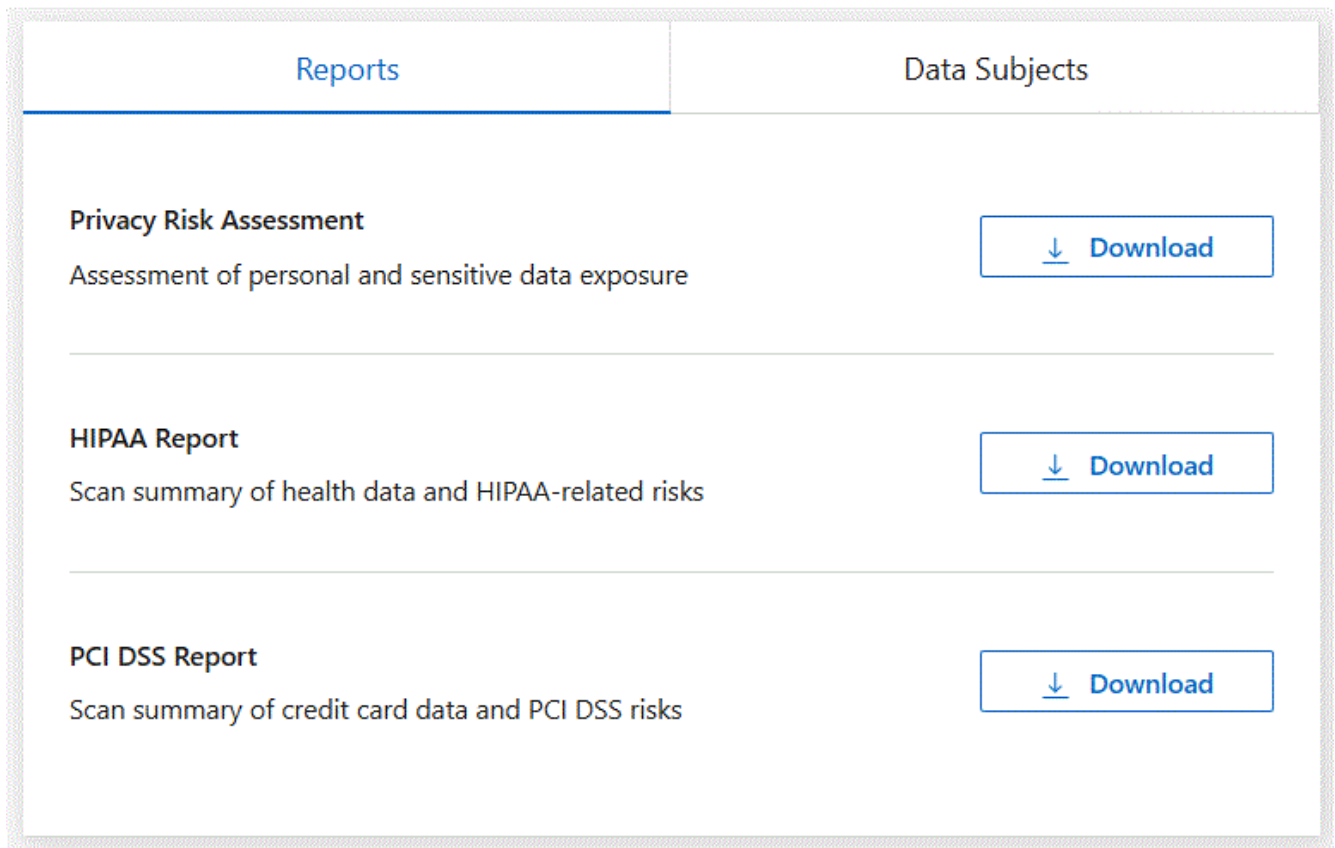 Reports
Data Subjects
Privacy Risk Assessment
Assessment of personal and sensitive data exposure
Download
HIPAA Report
Scan summary of health data and HIPAA-related risks
Download
PCI DSS Report
Scan summary of credit card data and PCI DSS risks
Download